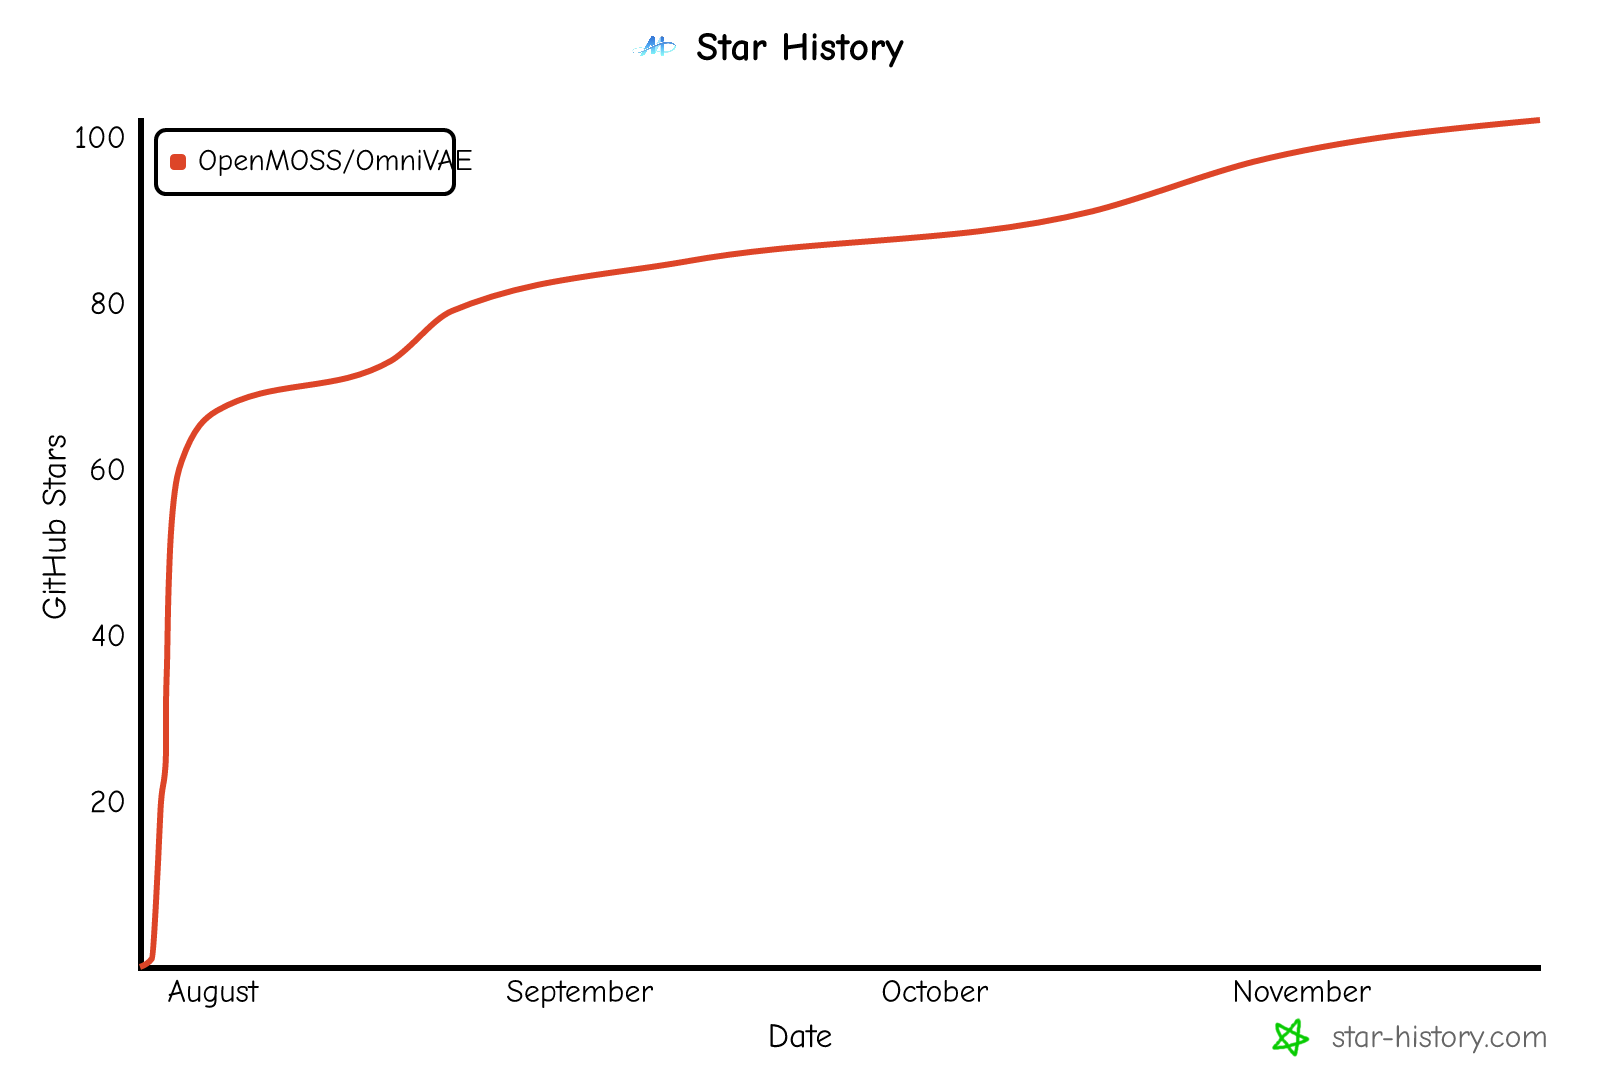 Star History
100
OpenMOSS/OmniVAE
80
60
40
20
GitHub Stars
August September October November
Date
star-history.com